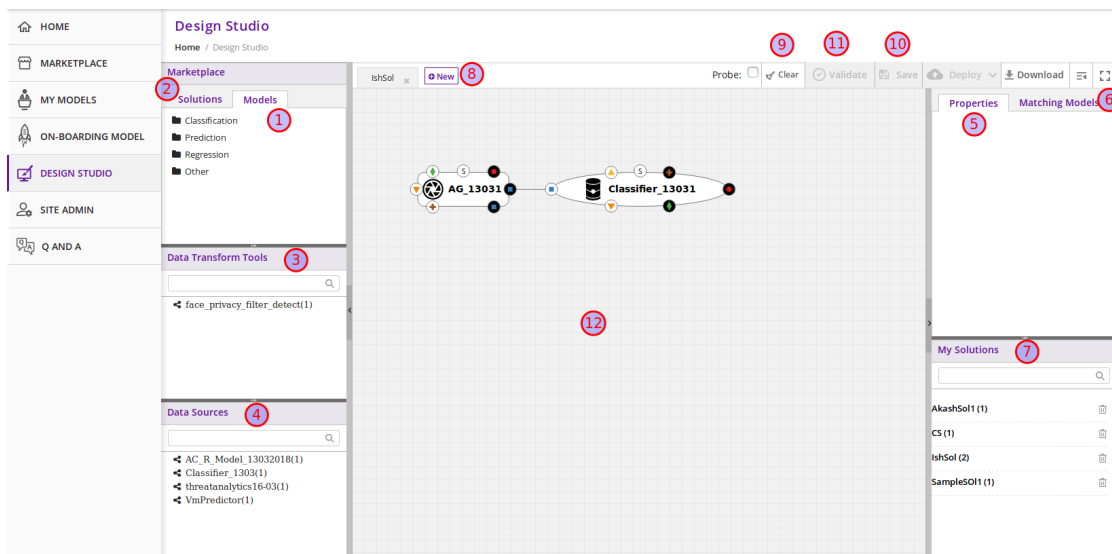 HOME
MARKETPLACE
MY MODELS
ON-BOARDING MODEL
DESIGN STUDIO
SITE ADMIN
Q AND A
Design Studio
Home / Design Studio
Marketplace
2
Solutions Models
1
Classification
Prediction
Regression
Other
Data Transform Tools 3
face_privacy_filter_detect(1)
Data Sources 4
AC_R_Model_13032018(1)
Classifier_1303(1)
threatanalytics16-03(1)
VmPredictor(1)
IshSol × New 8
9 11 10
Probe: Clear Validate Save Deploy Download
S S
AG_13031 Classifier_13031
12
Properties Matching Models 6
5
My Solutions 7
AkashSol1 (1)
CS (1)
IshSol (2)
SampleSOl1 (1)